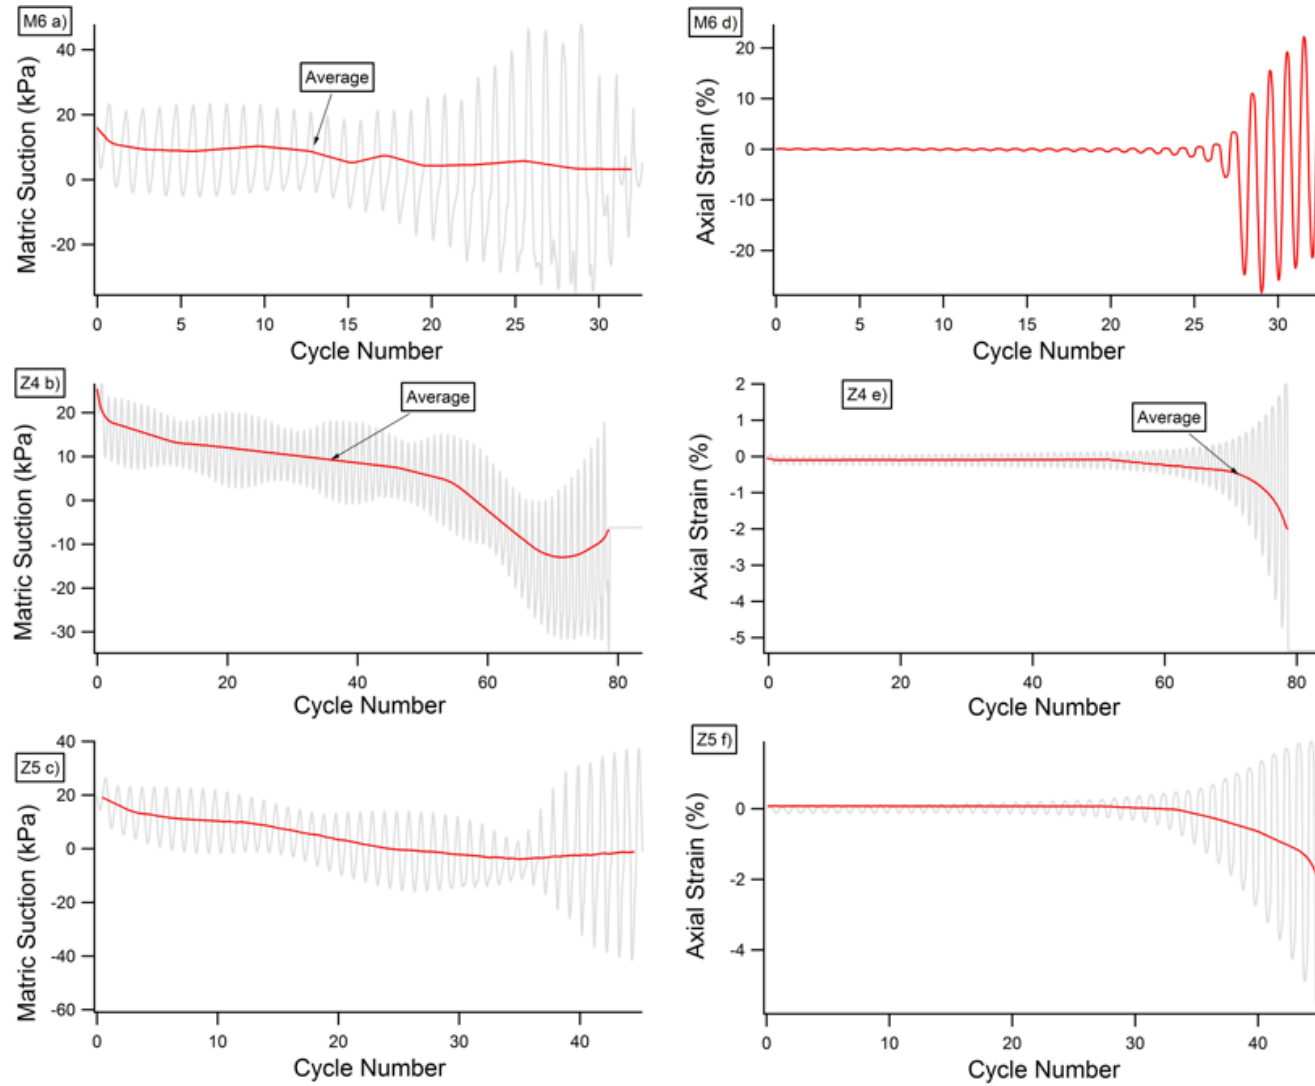 M6 a)
Matric Suction (kPa)
40
20
0
-20
Average
0 5 10 15 20 25 30
Cycle Number
M6 d)
Axial Strain (%)
20
10
0
-10
-20
0 5 10 15 20 25 30
Cycle Number
Z4 b)
Matric Suction (kPa)
20
10
0
-10
-20
-30
Average
0 20 40 60 80
Cycle Number
Z4 e)
Axial Strain (%)
2
1
0
-1
-2
-3
-4
-5
Average
0 20 40 60 80
Cycle Number
Z5 c)
Matric Suction (kPa)
40
20
0
-20
-40
-60
0 10 20 30 40
Cycle Number
Z5 f)
Axial Strain (%)
0
-2
-4
0 10 20 30 40
Cycle Number